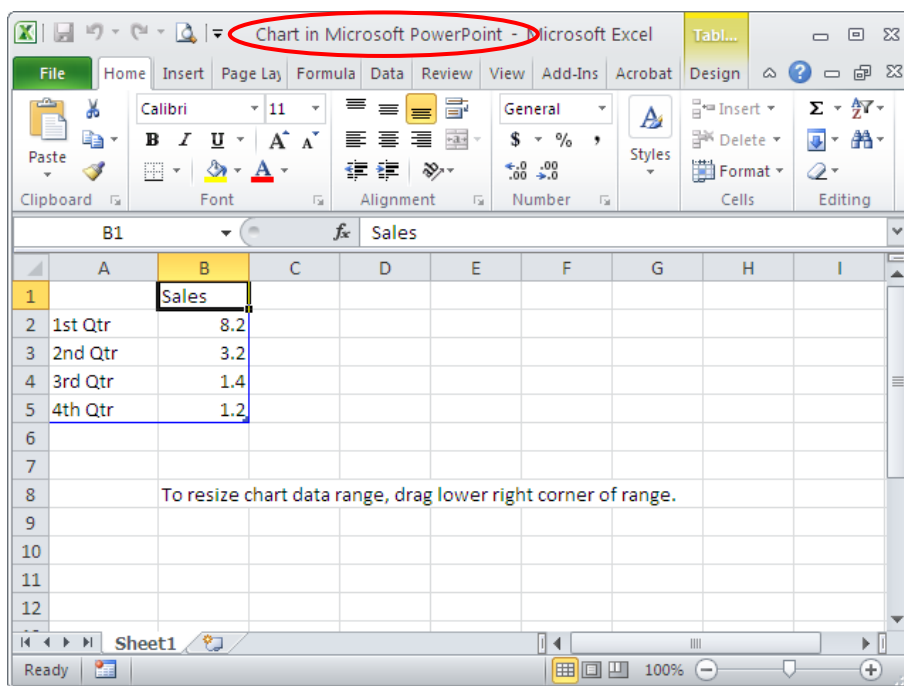 Chart in Microsoft PowerPoint - Microsoft Excel Tabl...
File Home Insert Page Lay Formula Data Review View Add-Ins Acrobat Design
Calibri 11 General Insert Σ
Paste B I U A A $ % , Styles Delete
A .00 .00 Format
Clipboard Font Alignment Number Cells Editing
B1 fx Sales
A B C D E F G H I
1 Sales
2 1st Qtr 8.2
3 2nd Qtr 3.2
4 3rd Qtr 1.4
5 4th Qtr 1.2
6
7
8 To resize chart data range, drag lower right corner of range.
9
10
11
12
Sheet1
Ready 100%